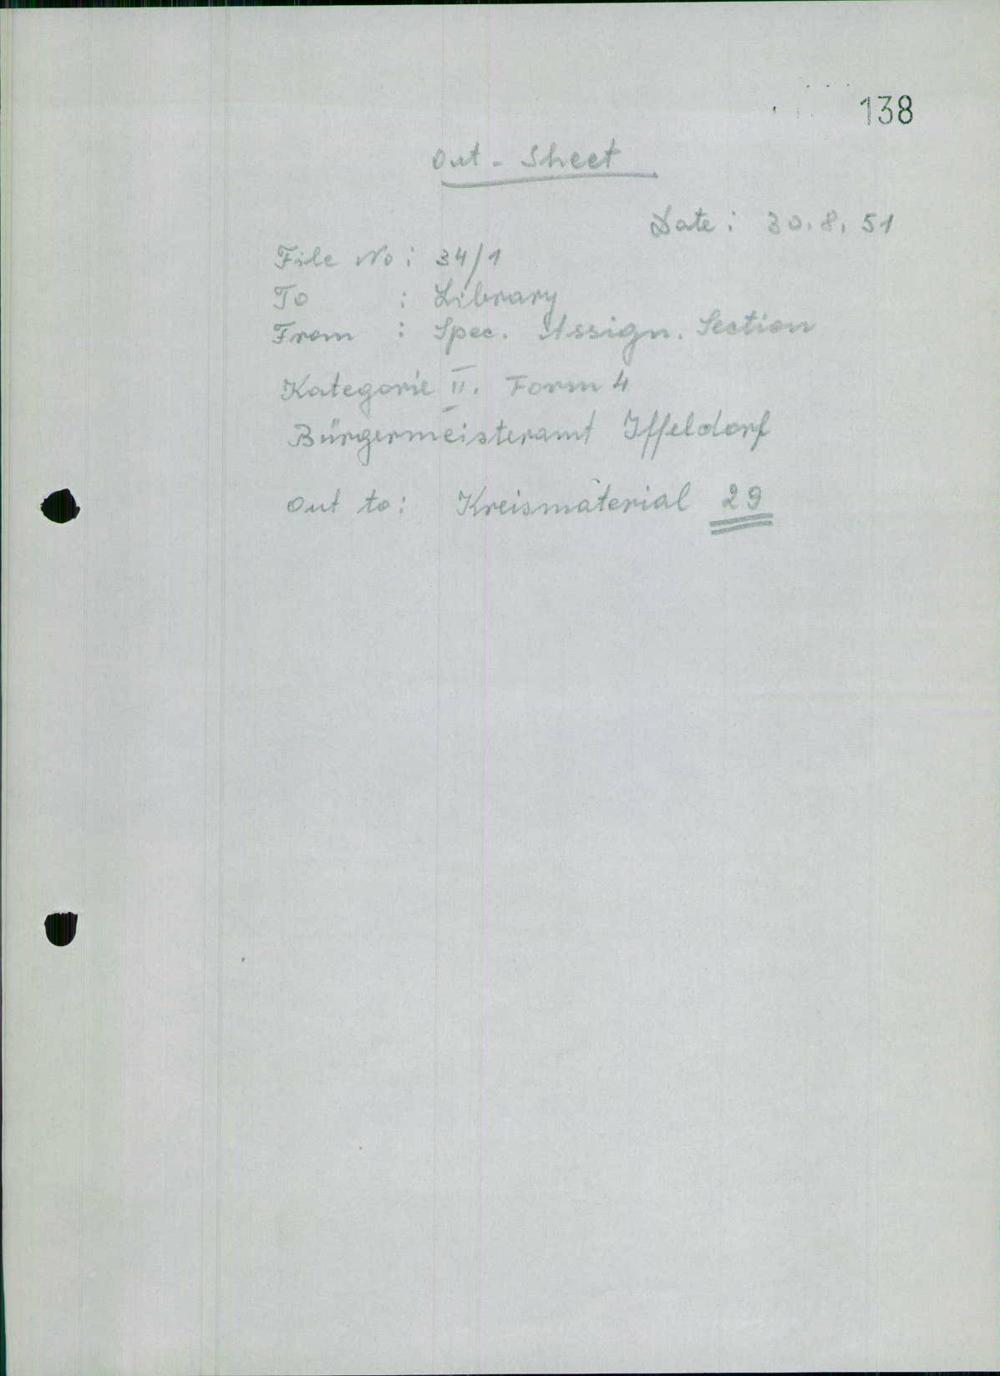 138
Out - Sheet
Date: 30.8.51
File No: 34/1
To : Library
From : Spec. Assign. Section
Kategorie II. Form 4
Bürgermeisteramt Iffeldorf
Out to: Kreismaterial 29